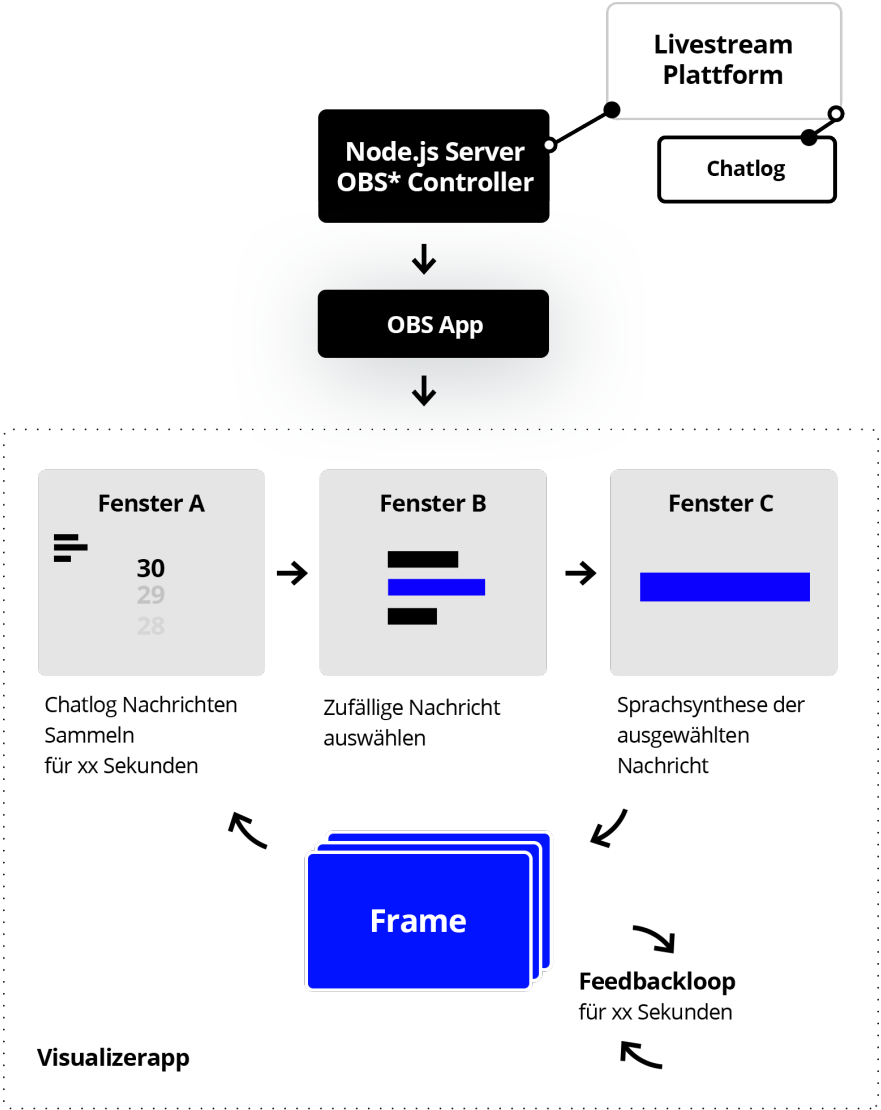 Livestream
Plattform
Node.js Server
OBS* Controller
Chatlog
OBS App
Fenster A
30
29
28
Fenster B
Fenster C
Chatlog Nachrichten
Sammeln
für xx Sekunden
Zufällige Nachricht
auswählen
Sprachsynthese der
ausgewählten
Nachricht
Frame
Feedbackloop
für xx Sekunden
Visualizerapp